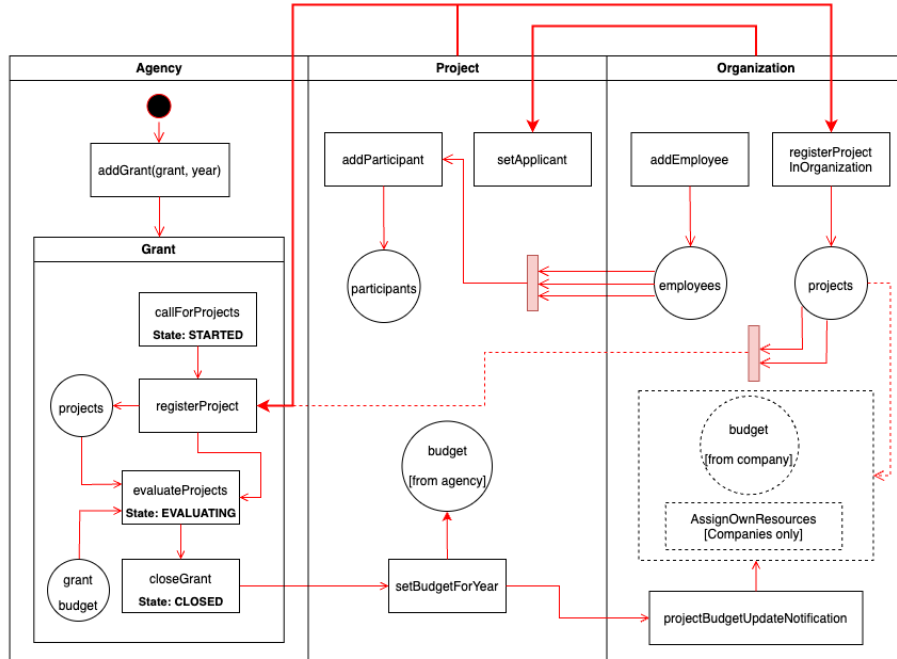 Agency
Project
Organization
addGrant(grant, year)
addParticipant
setApplicant
addEmployee
registerProject
InOrganization
Grant
callForProjects
State: STARTED
participants
employees
projects
projects
registerProject
evaluateProjects
State: EVALUATING
grant
budget
closeGrant
State: CLOSED
budget
[from agency]
setBudgetForYear
budget
[from company]
AssignOwnResources
[Companies only]
projectBudgetUpdateNotification